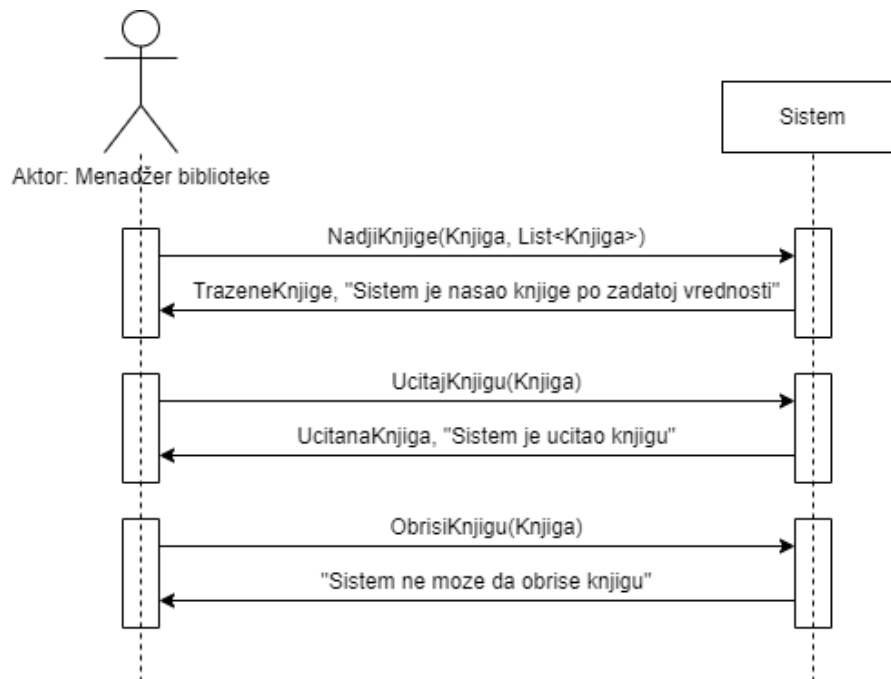 Sistem
Aktor: Menadžer biblioteke
NadjiKnjige(Knjiga, List<Knjiga>)
TrazeneKnjige, "Sistem je nasao knjige po zadatoj vrednosti"
UcitajKnjigu(Knjiga)
UcitanaKnjiga, "Sistem je ucitao knjigu"
ObrisiKnjigu(Knjiga)
"Sistem ne moze da obrise knjigu"